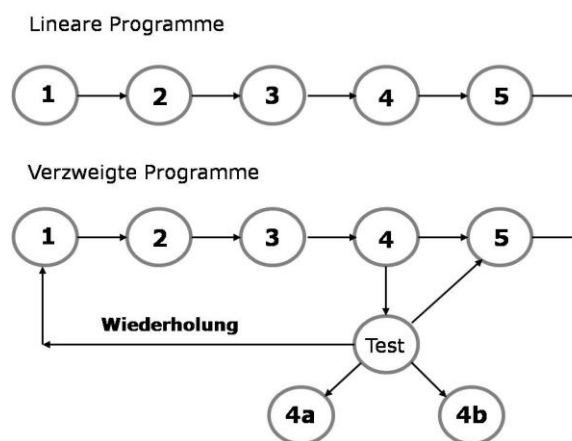 Lineare Programme
1 2 3 4 5
Verzweigte Programme
1 2 3 4 5
Wiederholung
Test
4a 4b